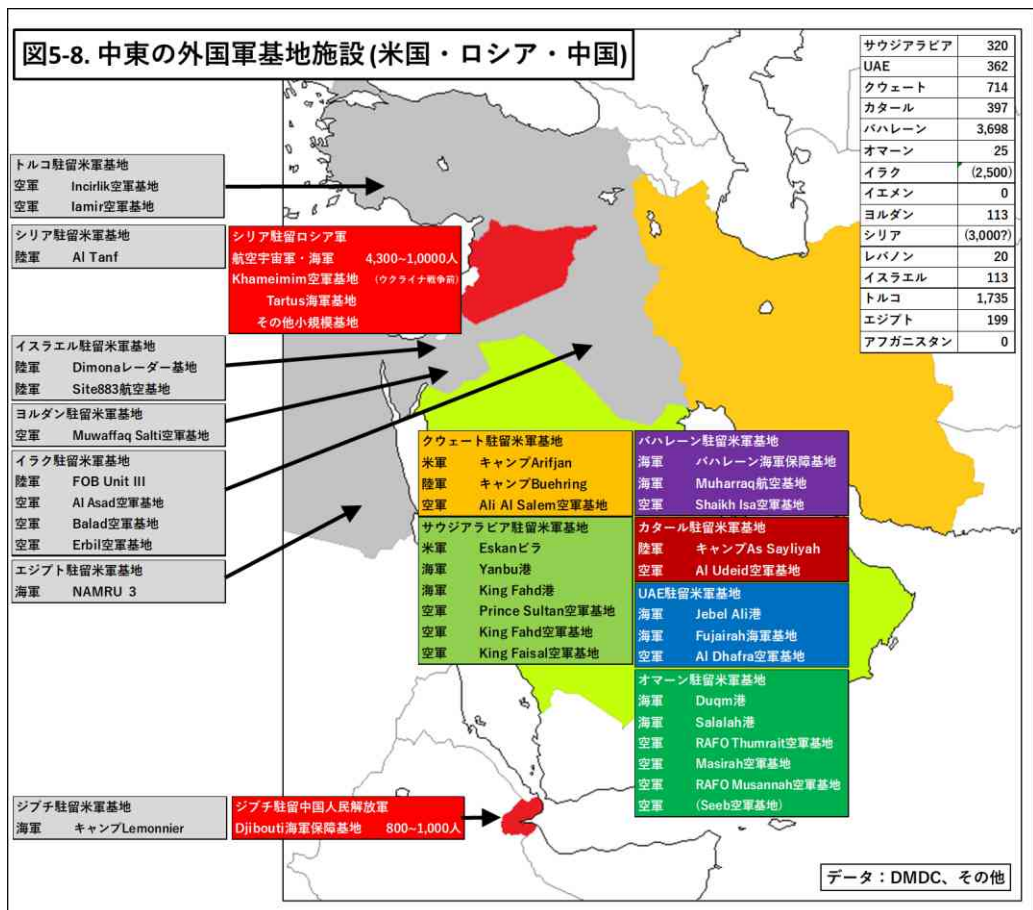 図5-8. 中東の外国軍基地施設(米国・ロシア・中国)
サウジアラビア 320
UAE 362
クウェート 714
カタール 397
バハレーン 3,698
オマーン 25
イラク (2,500)
イエメン 0
ヨルダン 113
シリア (3,000?)
レバノン 20
イスラエル 113
トルコ 1,735
エジプト 199
アフガニスタン 0
トルコ駐留米軍基地
空軍 Incirlik空軍基地
空軍 Iamir空軍基地
シリア駐留米軍基地
陸軍 Al Tanf
シリア駐留ロシア軍
航空宇宙軍・海軍 4,300~1,0000人
Khameimim空軍基地 (ウクライナ戦争前)
Tartus海軍基地
その他小規模基地
イスラエル駐留米軍基地
陸軍 Dimonaレーダー基地
陸軍 Site883航空基地
ヨルダン駐留米軍基地
空軍 Muwaffaq Salti空軍基地
イラク駐留米軍基地
陸軍 FOB Unit III
空軍 Al Asad空軍基地
空軍 Balad空軍基地
空軍 Erbil空軍基地
エジプト駐留米軍基地
海軍 NAMRU 3
クウェート駐留米軍基地
米軍 キャンプArifjan
陸軍 キャンプBuehring
空軍 Ali Al Salem空軍基地
バハレーン駐留米軍基地
海軍 バハレーン海軍保障基地
海軍 Muharraq航空基地
空軍 Shaikh Isa空軍基地
サウジアラビア駐留米軍基地
米軍 Eskanビラ
海軍 Yanbu港
海軍 King Fahd港
空軍 Prince Sultan空軍基地
空軍 King Fahd空軍基地
空軍 King Faisal空軍基地
カタール駐留米軍基地
陸軍 キャンプAs Sayliyah
空軍 Al Udeid空軍基地
UAE駐留米軍基地
海軍 Jebel Ali港
海軍 Fujairah海軍基地
空軍 Al Dhafra空軍基地
オマーン駐留米軍基地
海軍 Duqm港
海軍 Salalah港
空軍 RAFO Thumrait空軍基地
空軍 Masirah空軍基地
空軍 RAFO Musannah空軍基地
空軍 (Seeb空軍基地)
ジブチ駐留米軍基地
海軍 キャンプLemonnier
ジブチ駐留中国人民解放軍
Djibouti海軍保障基地 800~1,000人
データ：DMDC、その他